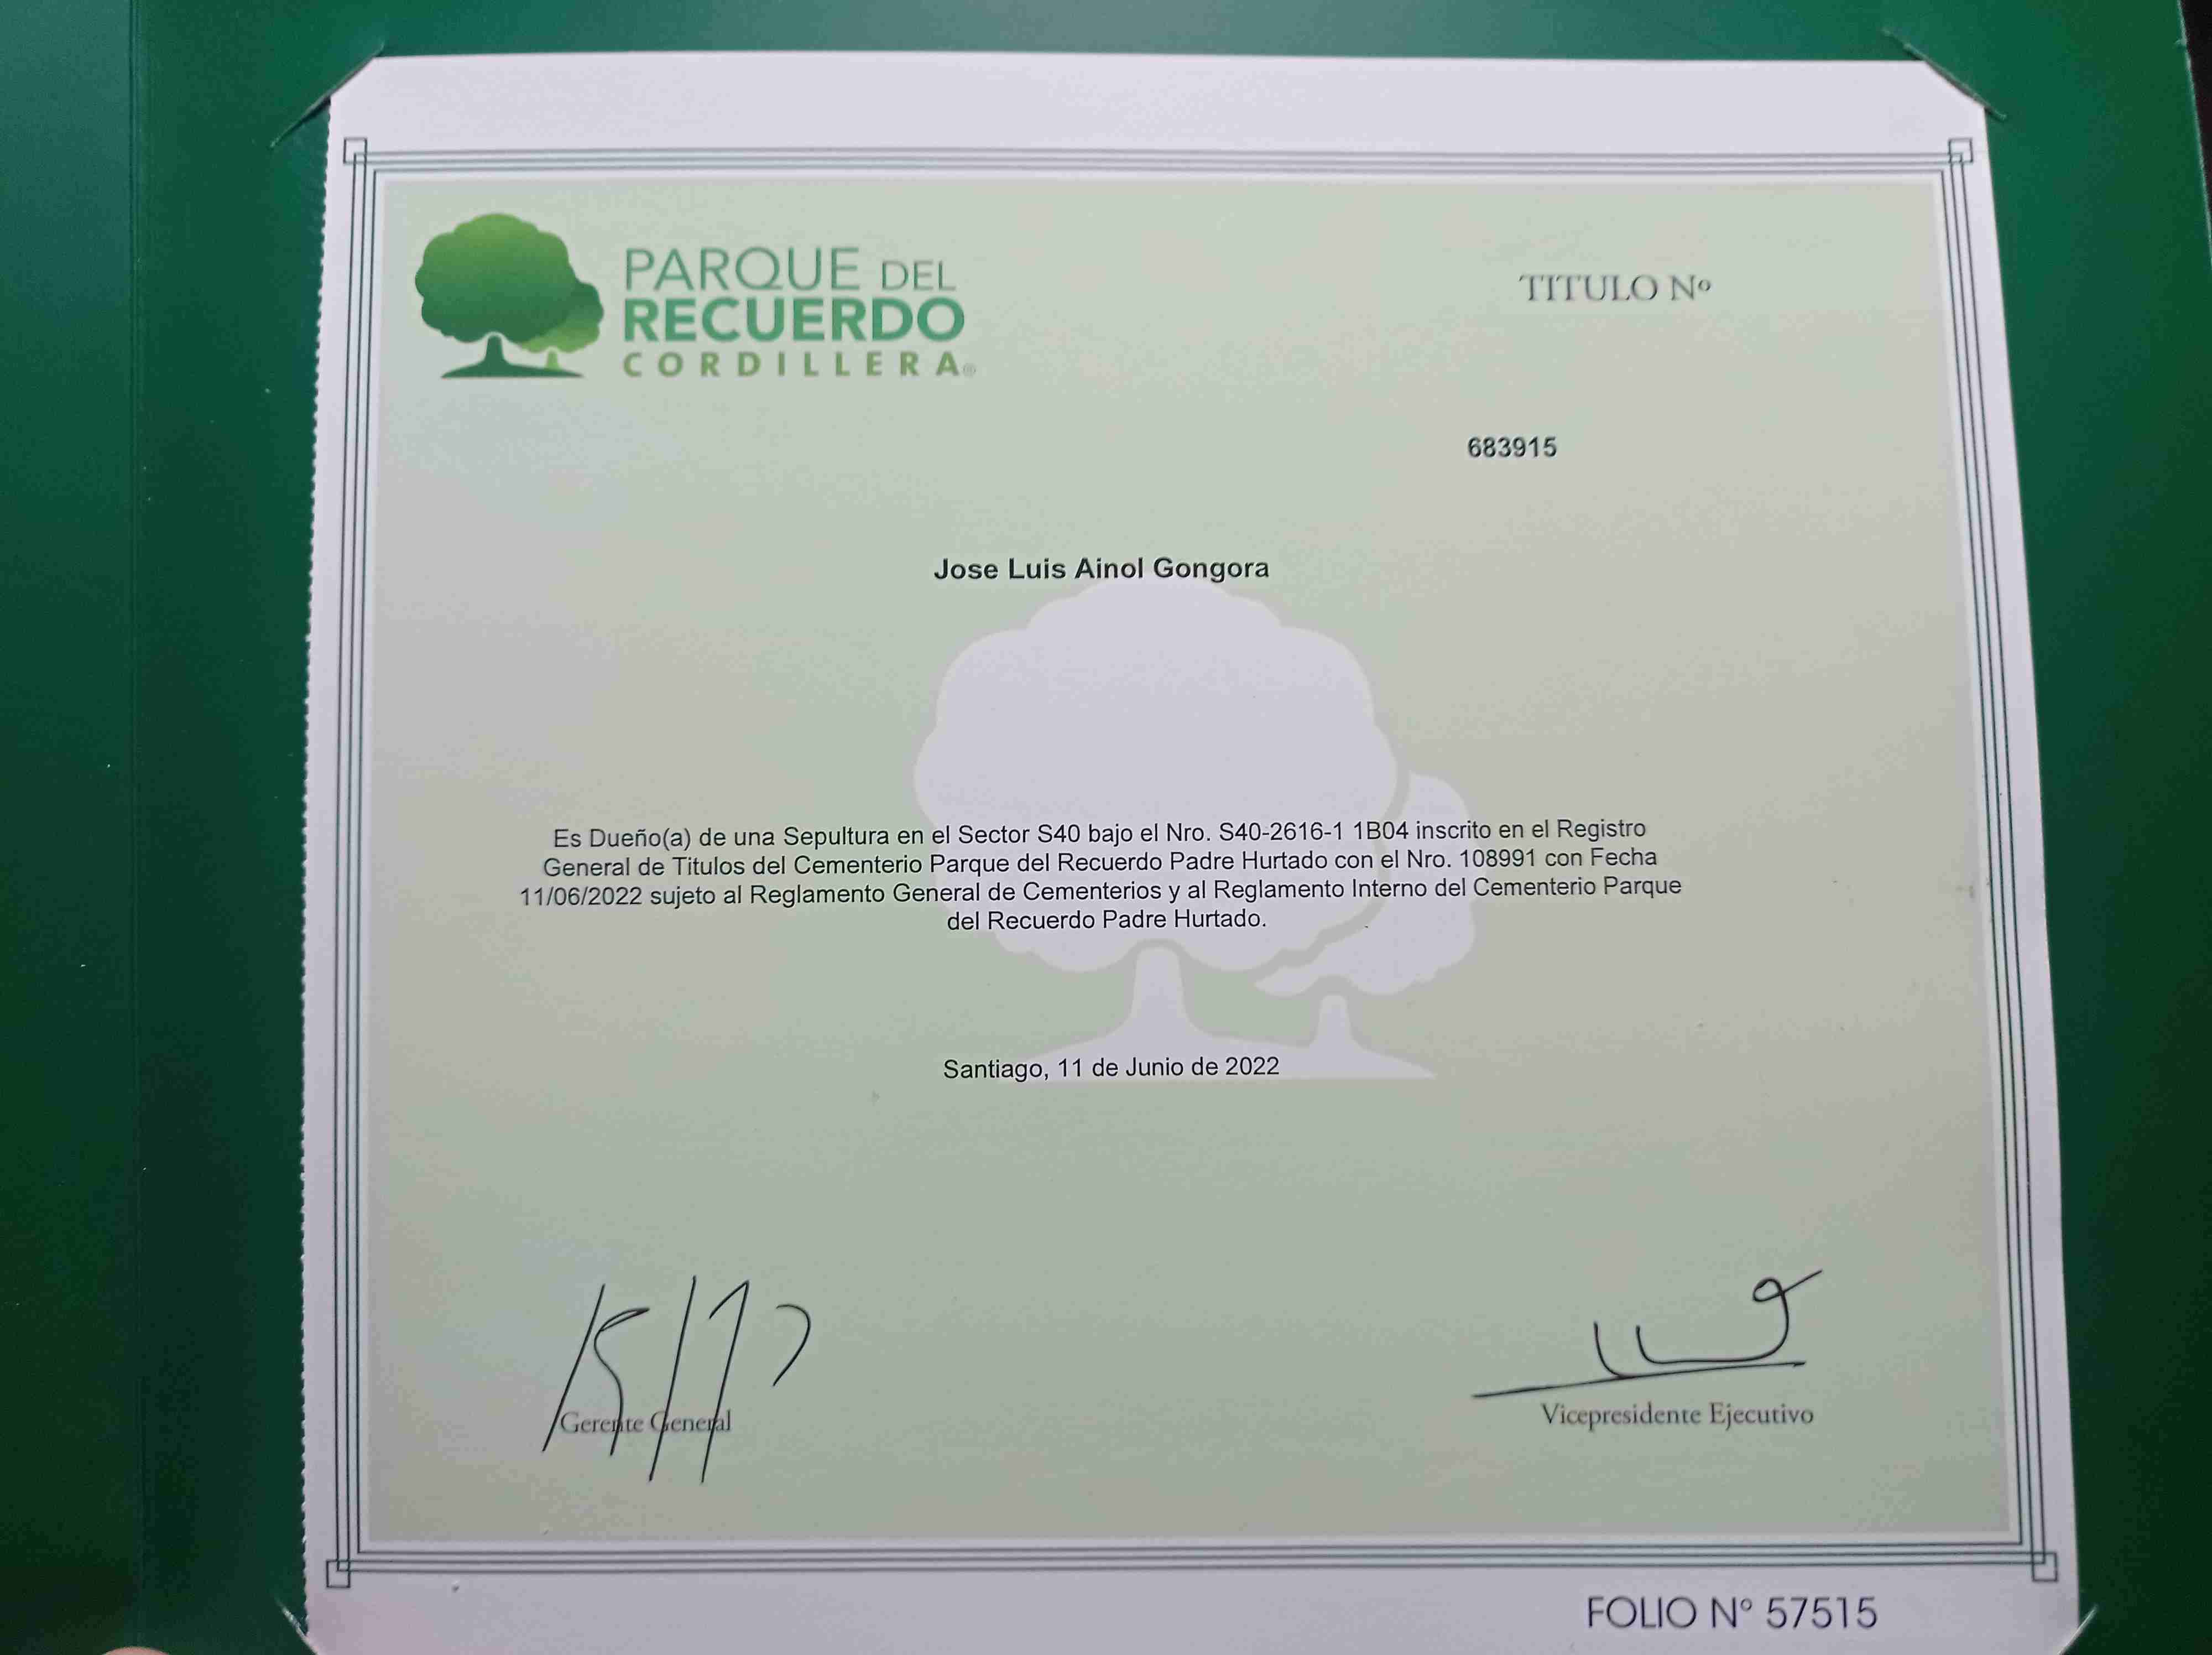 PARQUE DEL
RECUERDO
CORDILLERA®
TITULO Nº
683915
Jose Luis Ainol Gongora
Es Dueño(a) de una Sepultura en el Sector S40 bajo el Nro. S40-2616-1 1B04 inscrito en el Registro
General de Titulos del Cementerio Parque del Recuerdo Padre Hurtado con el Nro. 108991 con Fecha
11/06/2022 sujeto al Reglamento General de Cementerios y al Reglamento Interno del Cementerio Parque
del Recuerdo Padre Hurtado.
Santiago, 11 de Junio de 2022
Gerente General
Vicepresidente Ejecutivo
FOLIO Nº 57515